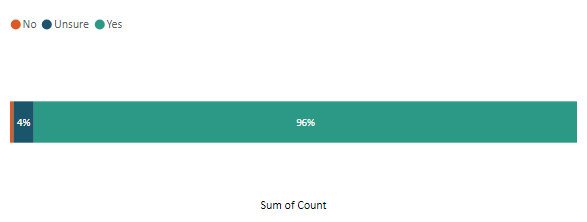 No Unsure Yes
4% 96%
Sum of Count